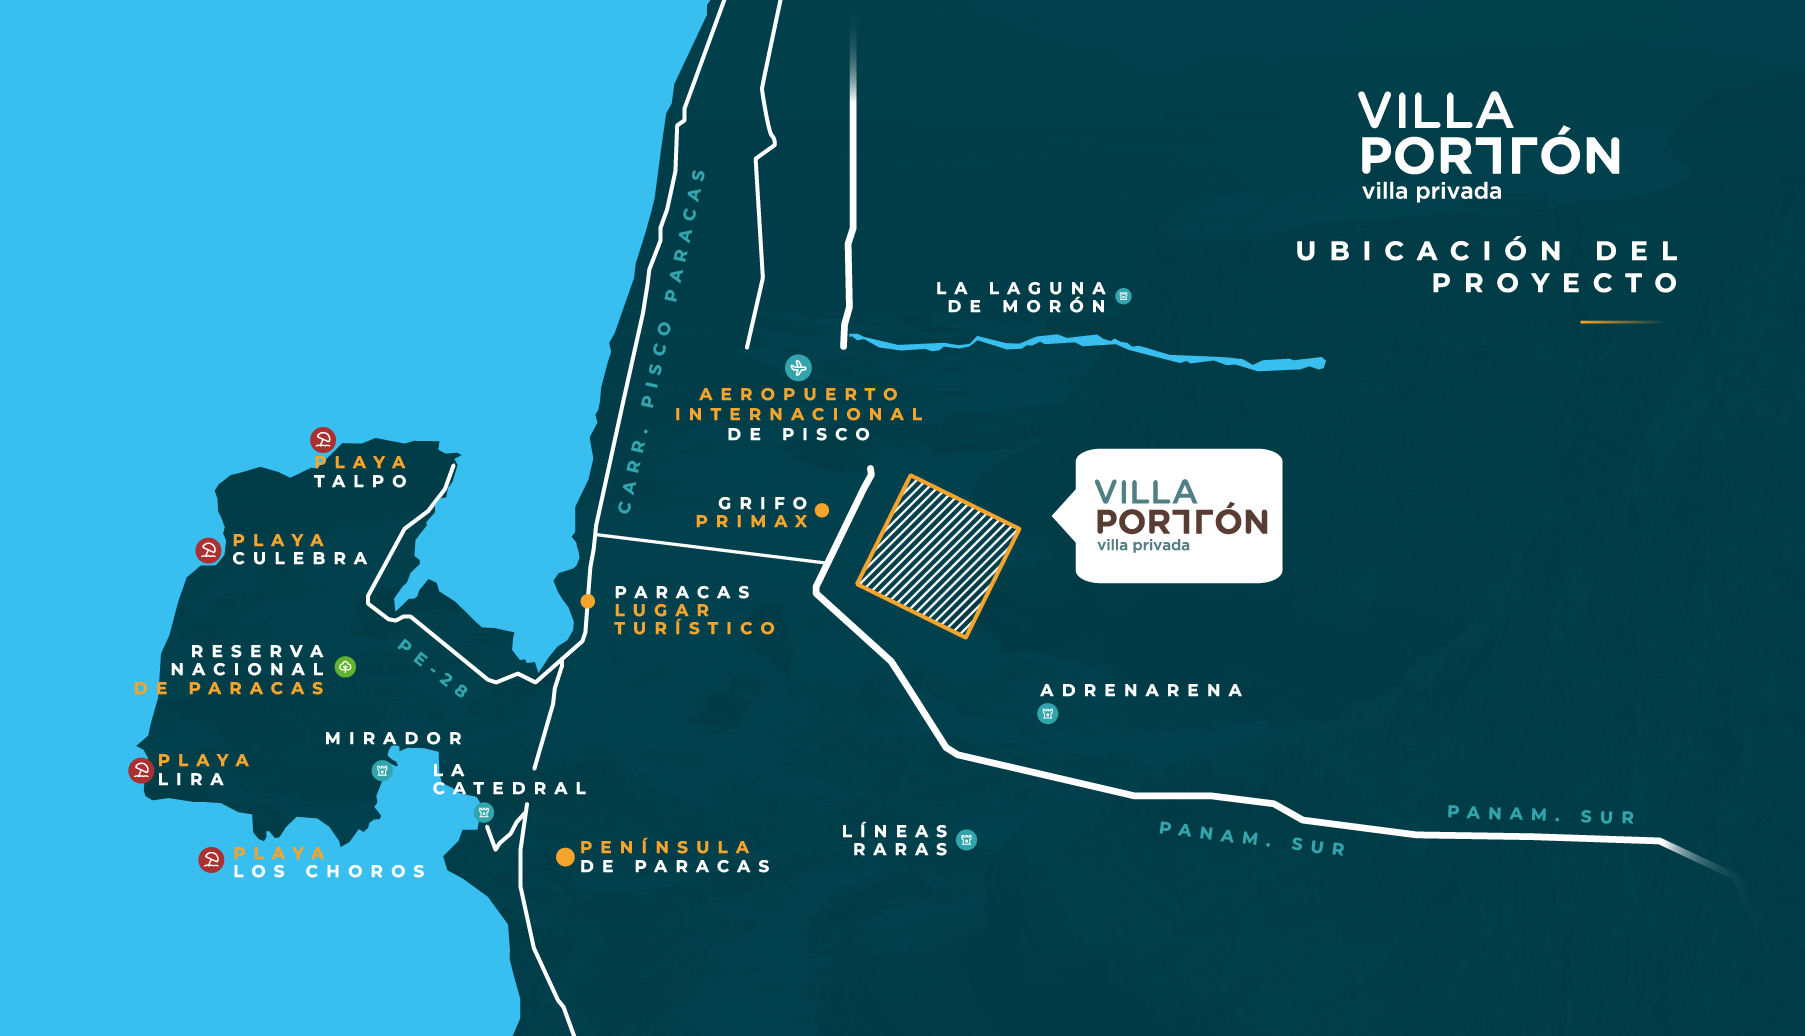 VILLA
PORTTÓN
villa privada
UBICACIÓN DEL
PROYECTO
CARR. PISCO PARACAS
LA LAGUNA
DE MORÓN
AEROPUERTO
INTERNACIONAL
DE PISCO
PLAYA
TALPO
GRIFO
PRIMAX
VILLA
PORTTÓN
villa privada
PLAYA
CULEBRA
PARACAS
LUGAR
TURÍSTICO
RESERVA
NACIONAL
DE PARACAS
PE-28
ADRENARENA
MIRADOR
PLAYA
LIRA
LA
CATEDRAL
PANAM. SUR
PANAM. SUR
LÍNEAS
RARAS
PENÍNSULA
DE PARACAS
PLAYA
LOS CHOROS